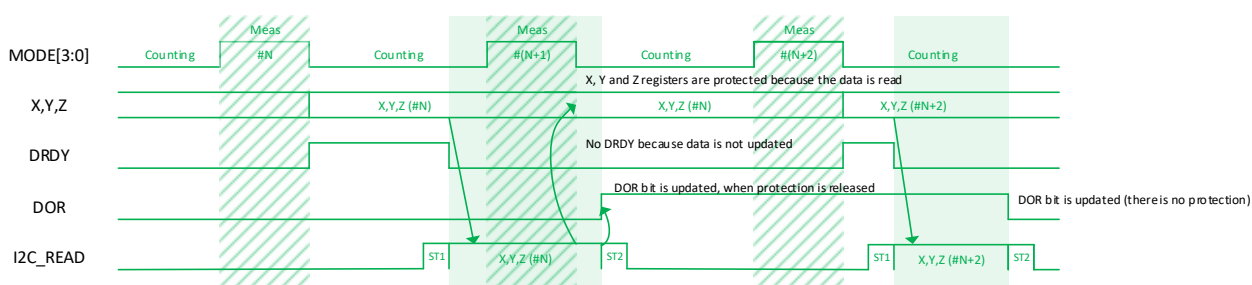 Meas Meas Meas
MODE[3:0] Counting #N Counting #(N+1) Counting #(N+2) Counting
X, Y and Z registers are protected because the data is read
X,Y,Z X,Y,Z (#N) X,Y,Z (#N) X,Y,Z (#N+2)
DRDY No DRDY because data is not updated
DOR bit is updated, when protection is released
DOR DOR bit is updated (there is no protection)
I2C_READ ST1 X,Y,Z (#N) ST2 ST1 X,Y,Z (#N+2) ST2